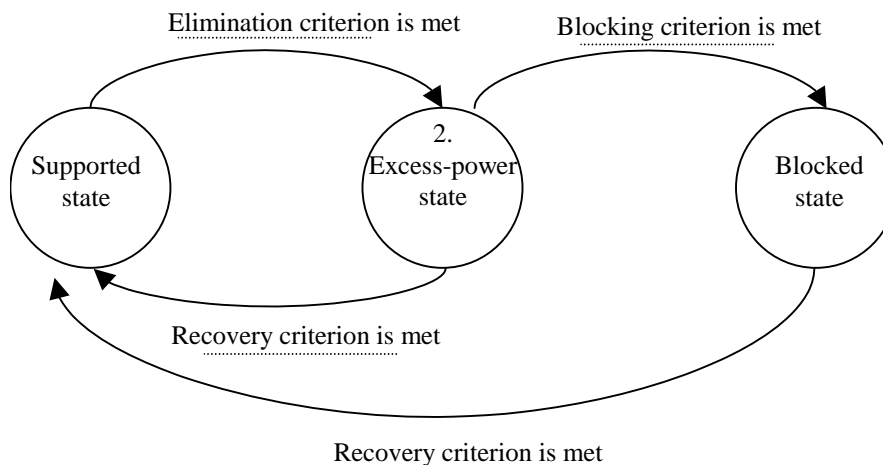 Elimination criterion is met
Blocking criterion is met
Supported
state
2.
Excess-power
state
Blocked
state
Recovery criterion is met
Recovery criterion is met